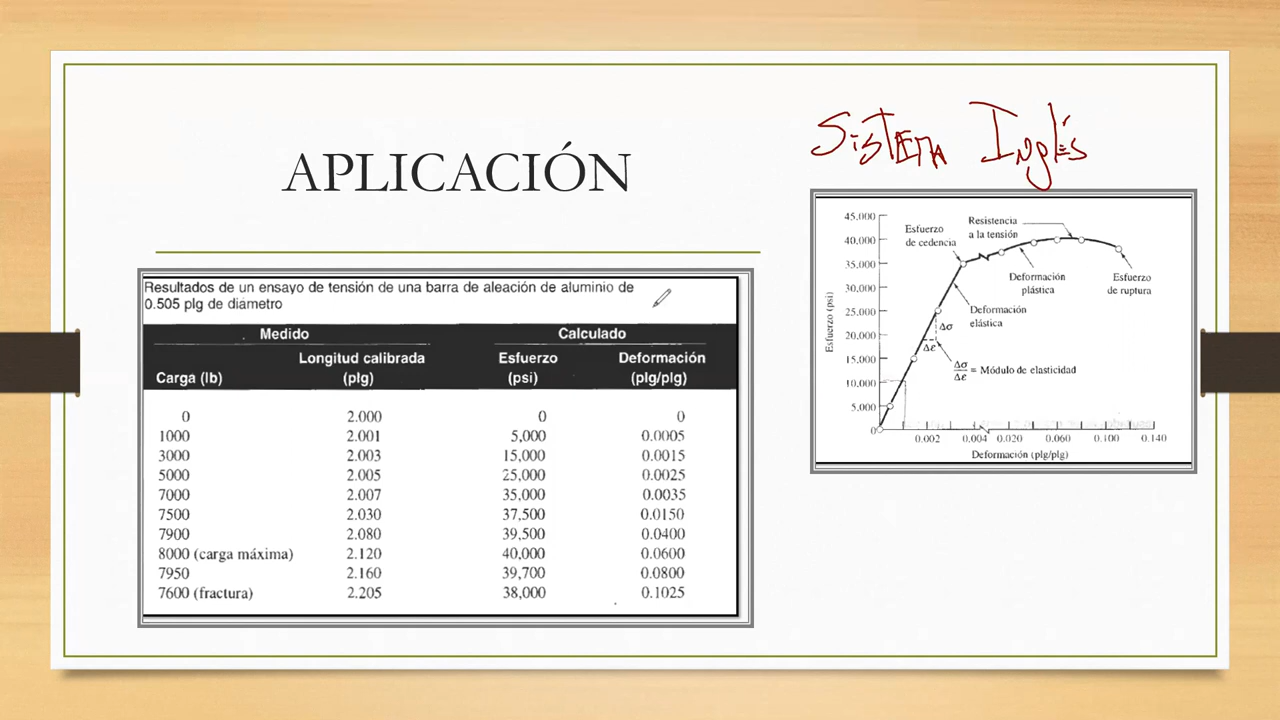 APLICACIÓN
Sistema Inglés
Resultados de un ensayo de tensión de una barra de aleación de aluminio de
0.505 plg de diámetro
Medido Calculado
Longitud calibrada Esfuerzo Deformación
Carga (lb) (plg) (psi) (plg/plg)
0 2.000 0 0
1000 2.001 5,000 0.0005
3000 2.003 15,000 0.0015
5000 2.005 25,000 0.0025
7000 2.007 35,000 0.0035
7500 2.030 37,500 0.0150
7900 2.080 39,500 0.0400
8000 (carga máxima) 2.120 40,000 0.0600
7950 2.160 39,700 0.0800
7600 (fractura) 2.205 38,000 0.1025
45,000
40,000
35,000
30,000
25,000
20,000
15,000
10,000
5,000
0
Esfuerzo (psi)
Esfuerzo
de cedencia
Resistencia
a la tensión
Deformación
plástica
Esfuerzo
de ruptura
Deformación
elástica
Δσ
Δε
Δσ
Δε = Módulo de elasticidad
0.002 0.004 0.020 0.060 0.100 0.140
Deformación (plg/plg)